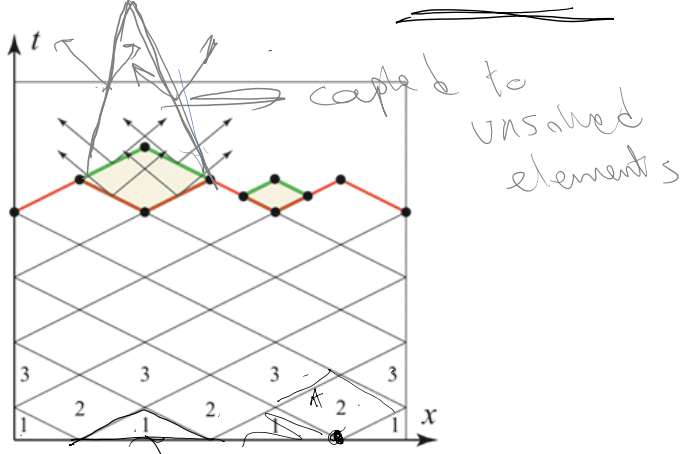 t
coupled to
unsolved
elements
3 3 3 3
A
2 2 2
1 1 1 1
x